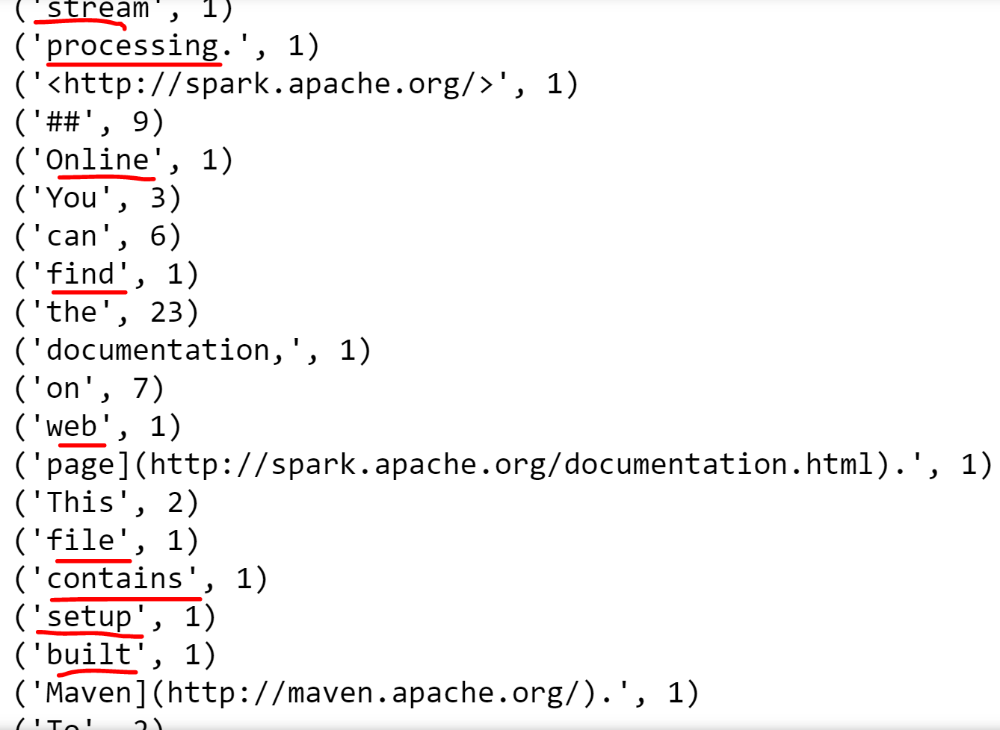 ('stream', 1)
('processing.', 1)
('<http://spark.apache.org/>', 1)
('##', 9)
('Online', 1)
('You', 3)
('can', 6)
('find', 1)
('the', 23)
('documentation,', 1)
('on', 7)
('web', 1)
('page](http://spark.apache.org/documentation.html).', 1)
('This', 2)
('file', 1)
('contains', 1)
('setup', 1)
('built', 1)
('Maven](http://maven.apache.org/).', 1)
('To', 2)